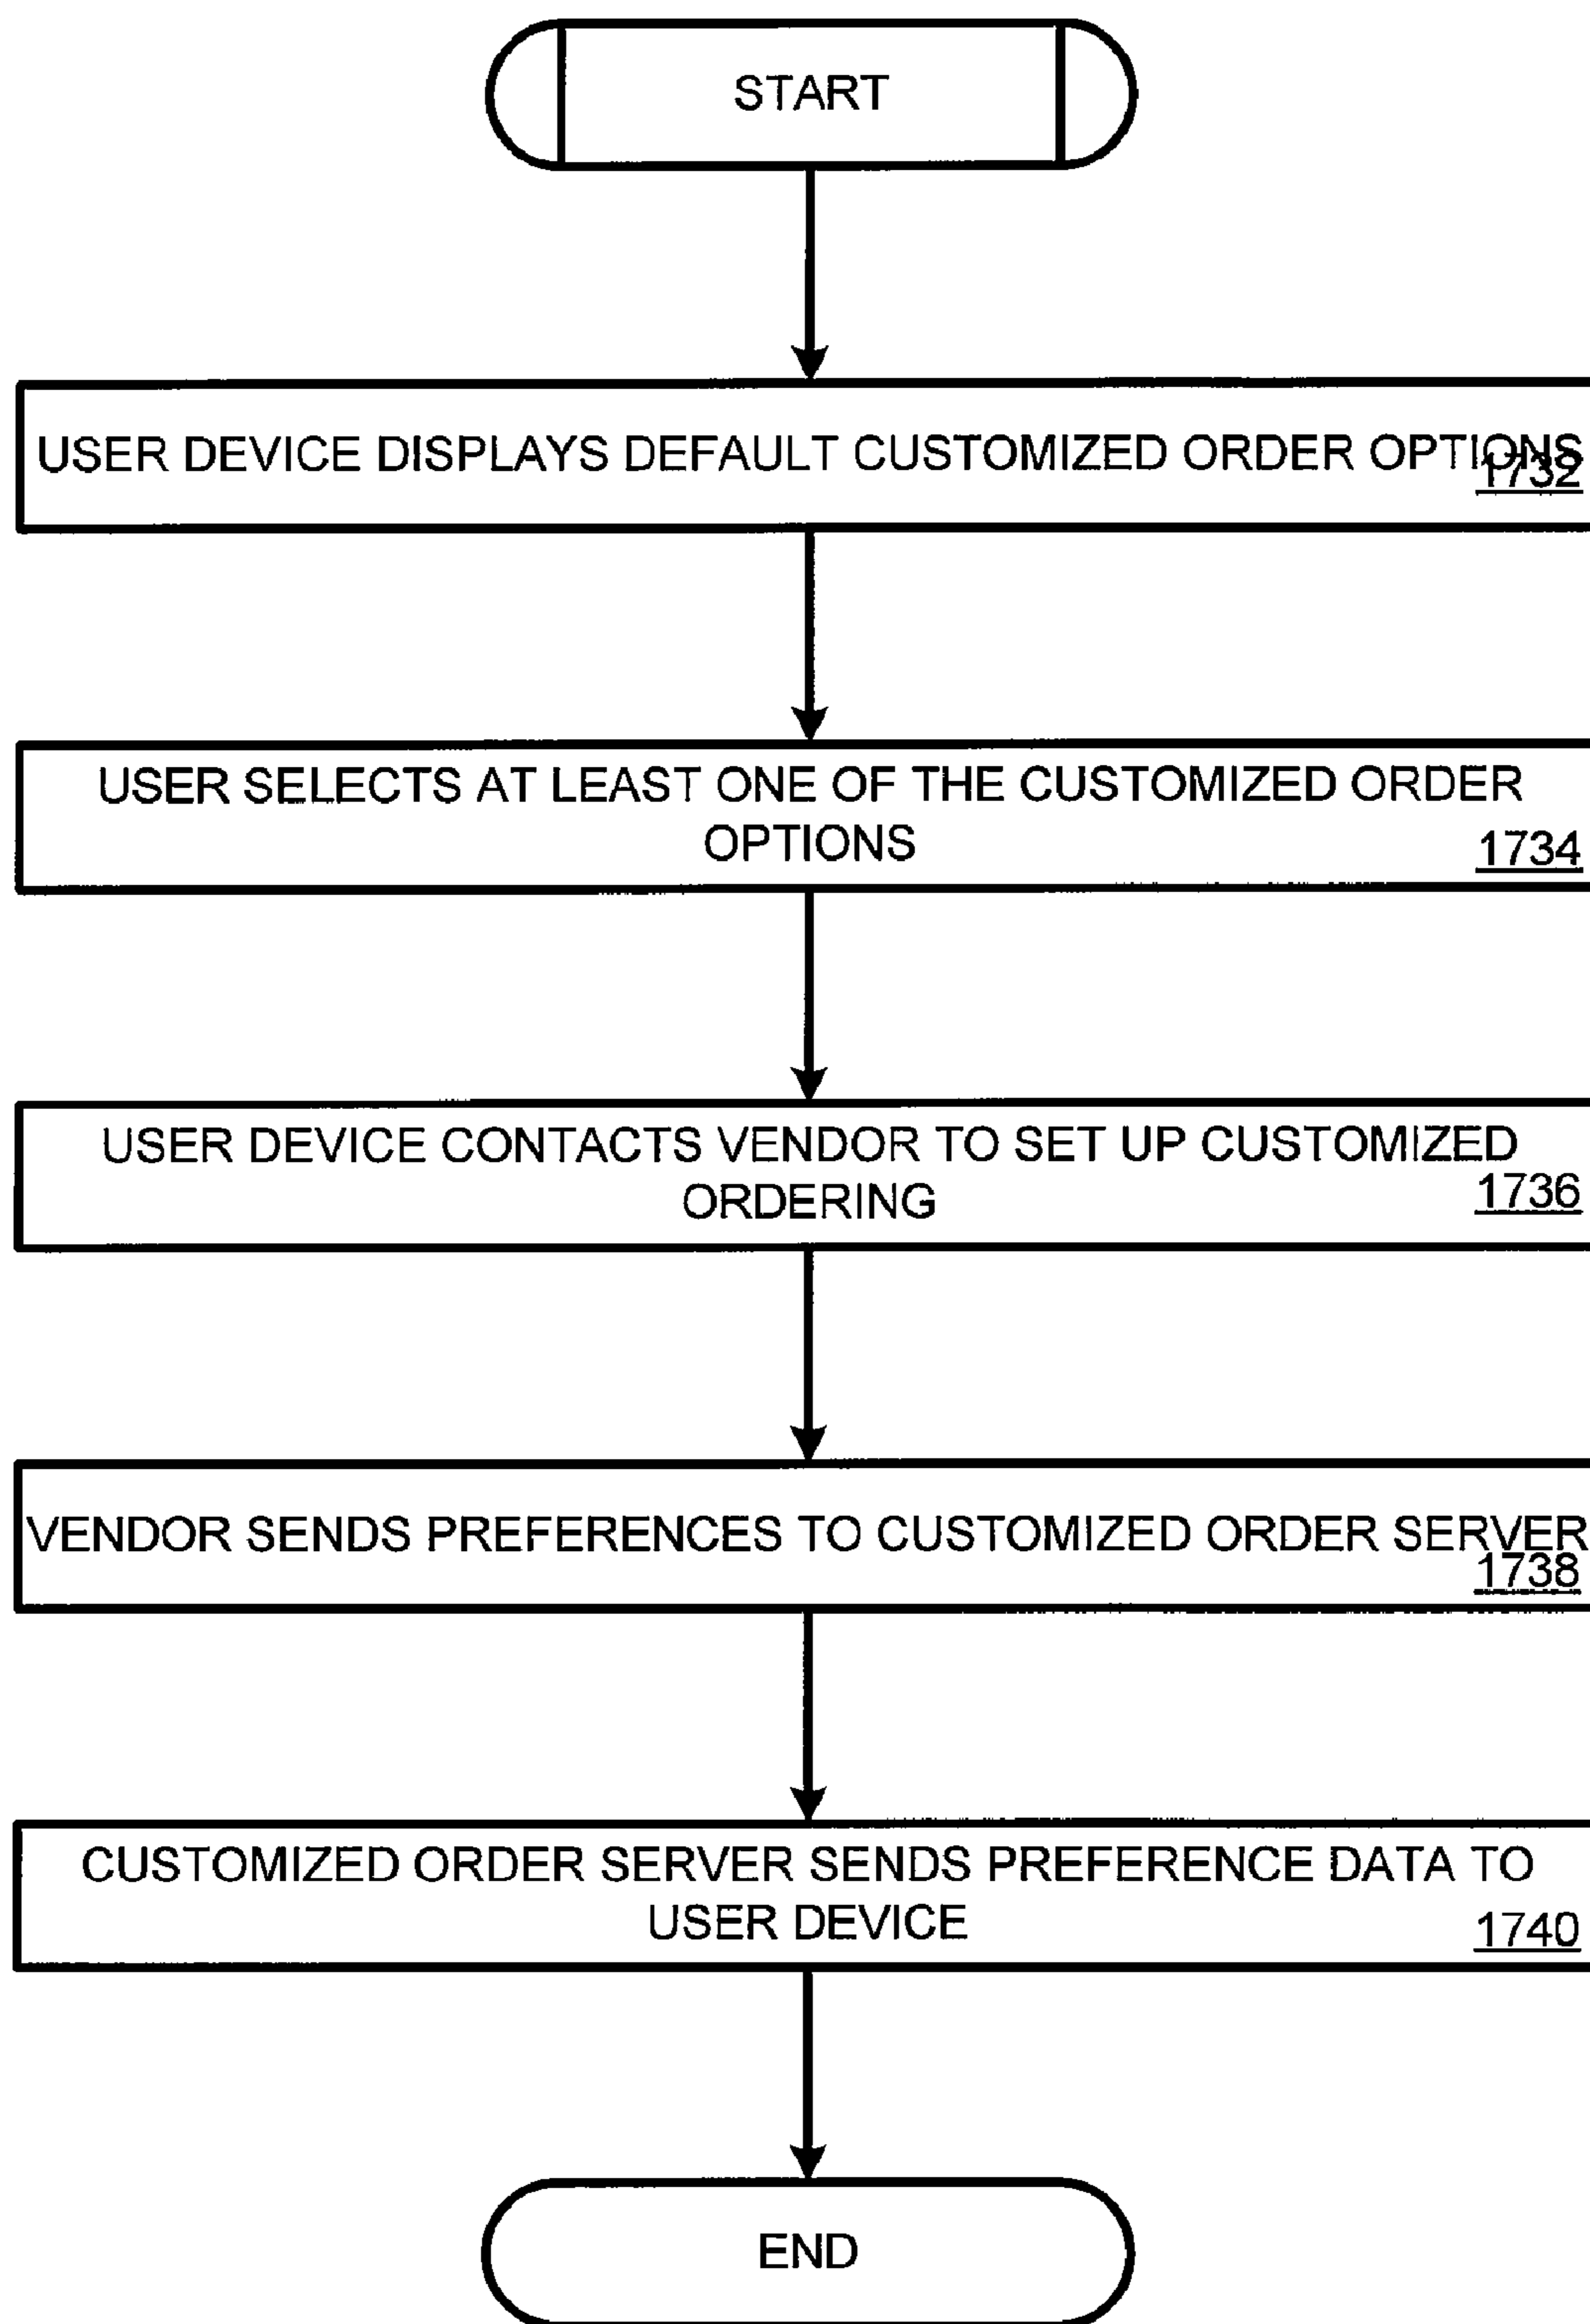 START
USER DEVICE DISPLAYS DEFAULT CUSTOMIZED ORDER OPTIONS
1732
USER SELECTS AT LEAST ONE OF THE CUSTOMIZED ORDER
OPTIONS
1734
USER DEVICE CONTACTS VENDOR TO SET UP CUSTOMIZED
ORDERING
1736
VENDOR SENDS PREFERENCES TO CUSTOMIZED ORDER SERVER
1738
CUSTOMIZED ORDER SERVER SENDS PREFERENCE DATA TO
USER DEVICE
1740
END